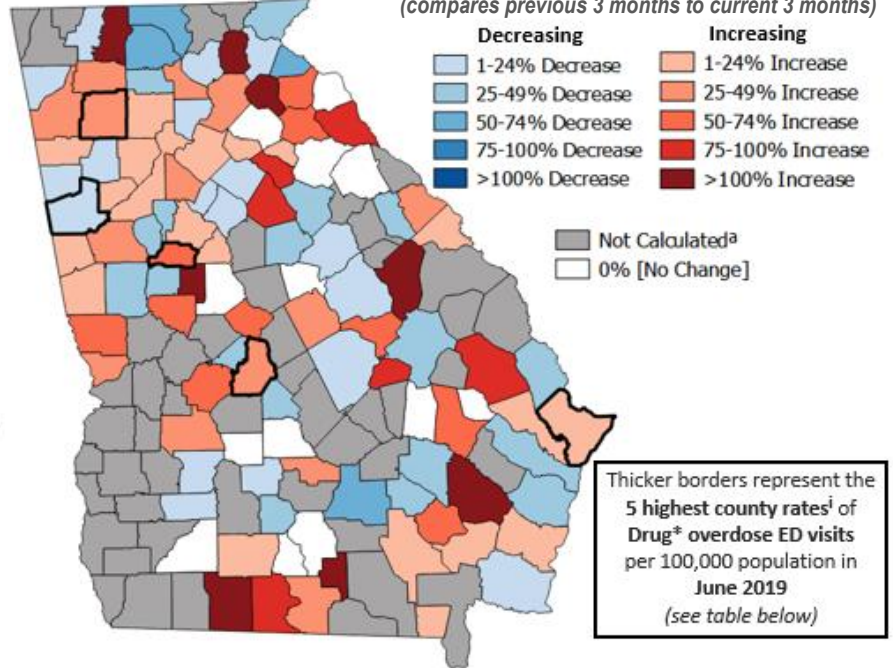 (compares previous 3 months to current 3 months)
Decreasing
1-24% Decrease
25-49% Decrease
50-74% Decrease
75-100% Decrease
>100% Decrease
Increasing
1-24% Increase
25-49% Increase
50-74% Increase
75-100% Increase
>100% Increase
Not Calculatedª
0% [No Change]
Thicker borders represent the
5 highest county ratesⁱ of
Drug* overdose ED visits
per 100,000 population in
June 2019
(see table below)